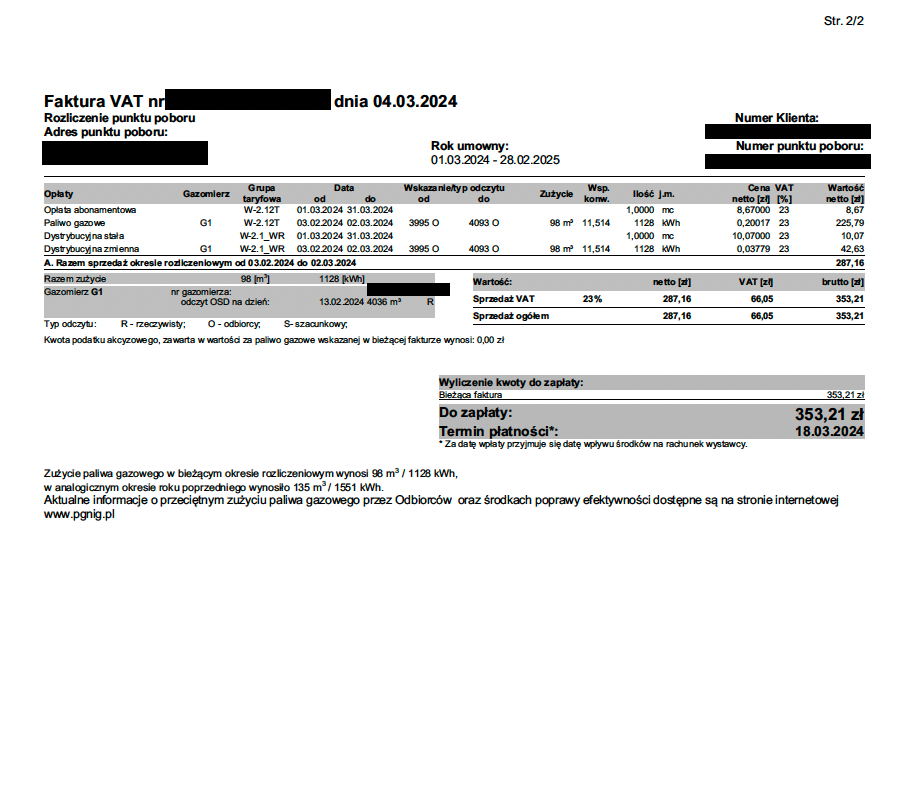 Str. 2/2
Faktura VAT nr dnia 04.03.2024
Rozliczenie punktu poboru
Numer Klienta:
Adres punktu poboru:
Rok umowny:
Numer punktu poboru:
01.03.2024 - 28.02.2025
Opłaty Gazomierz Grupa taryfowa Data od do Wskazanie/typ odczytu od do Zużycie Wsp. konw. Ilość j.m. Cena netto [zł] VAT [%] Wartość netto [zł]
Opłata abonamentowa W-2.12T 01.03.2024 31.03.2024 1,0000 mc 8,67000 23 8,67
Paliwo gazowe G1 W-2.12T 03.02.2024 02.03.2024 3995 O 4093 O 98 m³ 11,514 1128 kWh 0,20017 23 225,79
Dystrybucyjna stała W-2.1_WR 01.03.2024 31.03.2024 1,0000 mc 10,07000 23 10,07
Dystrybucyjna zmienna G1 W-2.1_WR 03.02.2024 02.03.2024 3995 O 4093 O 98 m³ 11,514 1128 kWh 0,03779 23 42,63
A. Razem sprzedaż okresie rozliczeniowym od 03.02.2024 do 02.03.2024 287,16
Razem zużycie 98 [m³] 1128 [kWh]
Gazomierz G1 nr gazomierza:
odczyt OSD na dzień: 13.02.2024 4036 m³ R
Typ odczytu: R - rzeczywisty; O - odbiorcy; S- szacunkowy;
Wartość: netto [zł] VAT [zł] brutto [zł]
Sprzedaż VAT 23% 287,16 66,05 353,21
Sprzedaż ogółem 287,16 66,05 353,21
Kwota podatku akcyzowego, zawarta w wartości za paliwo gazowe wskazanej w bieżącej fakturze wynosi: 0,00 zł
Wyliczenie kwoty do zapłaty:
Bieżąca faktura 353,21 zł
Do zapłaty: 353,21 zł
Termin płatności*: 18.03.2024
* Za datę wpłaty przyjmuje się datę wpływu środków na rachunek wystawcy.
Zużycie paliwa gazowego w bieżącym okresie rozliczeniowym wynosi 98 m³ / 1128 kWh,
w analogicznym okresie roku poprzedniego wynosiło 135 m³ / 1551 kWh.
Aktualne informacje o przeciętnym zużyciu paliwa gazowego przez Odbiorców oraz środkach poprawy efektywności dostępne są na stronie internetowej
www.pgnig.pl